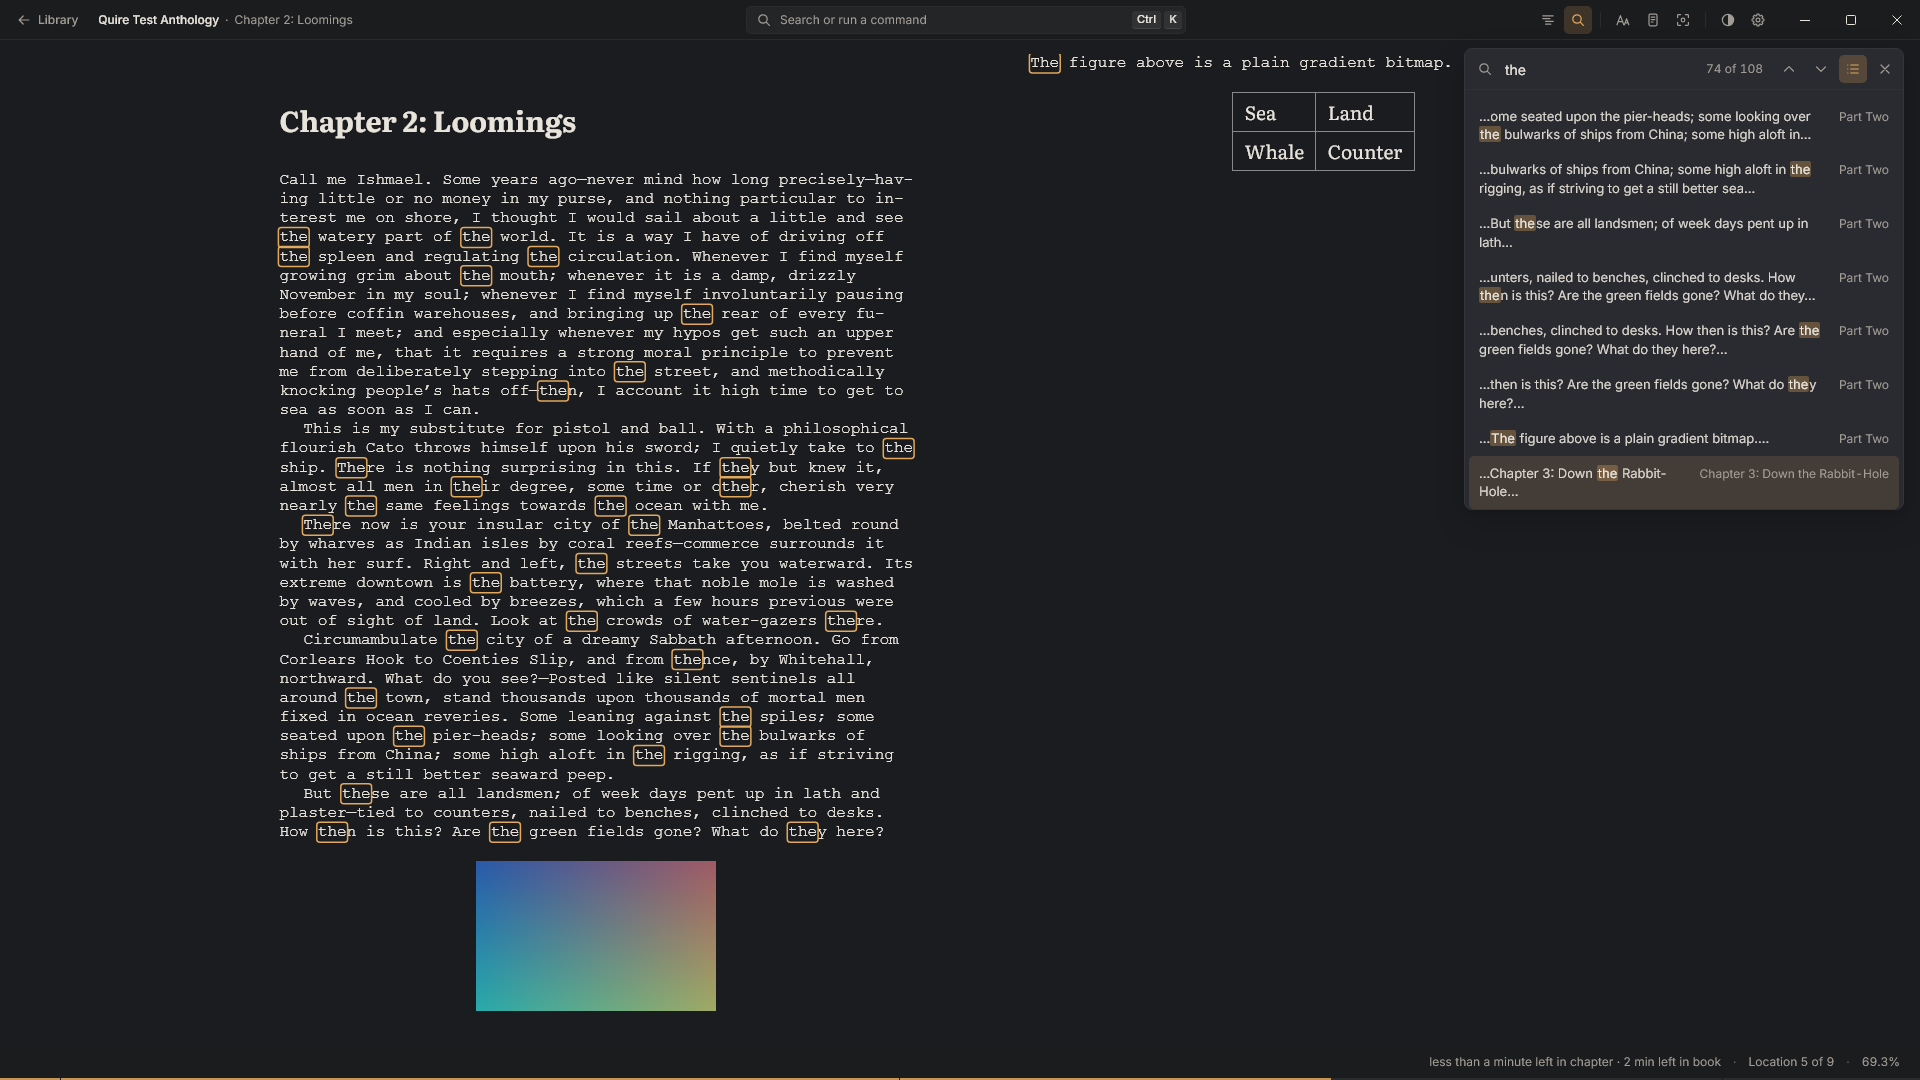 Library
Quire Test Anthology · Chapter 2: Loomings
Search or run a command
Ctrl K
Chapter 2: Loomings
Call me Ishmael. Some years ago—never mind how long precisely—hav-
ing little or no money in my purse, and nothing particular to in-
terest me on shore, I thought I would sail about a little and see
the watery part of the world. It is a way I have of driving off
the spleen and regulating the circulation. Whenever I find myself
growing grim about the mouth; whenever it is a damp, drizzly
November in my soul; whenever I find myself involuntarily pausing
before coffin warehouses, and bringing up the rear of every fu-
neral I meet; and especially whenever my hypos get such an upper
hand of me, that it requires a strong moral principle to prevent
me from deliberately stepping into the street, and methodically
knocking people’s hats off—then, I account it high time to get to
sea as soon as I can.
This is my substitute for pistol and ball. With a philosophical
flourish Cato throws himself upon his sword; I quietly take to the
ship. There is nothing surprising in this. If they but knew it,
almost all men in their degree, some time or other, cherish very
nearly the same feelings towards the ocean with me.
There now is your insular city of the Manhattoes, belted round
by wharves as Indian isles by coral reefs—commerce surrounds it
with her surf. Right and left, the streets take you waterward. Its
extreme downtown is the battery, where that noble mole is washed
by waves, and cooled by breezes, which a few hours previous were
out of sight of land. Look at the crowds of water-gazers there.
Circumambulate the city of a dreamy Sabbath afternoon. Go from
Corlears Hook to Coenties Slip, and from thence, by Whitehall,
northward. What do you see?—Posted like silent sentinels all
around the town, stand thousands upon thousands of mortal men
fixed in ocean reveries. Some leaning against the spiles; some
seated upon the pier-heads; some looking over the bulwarks of
ships from China; some high aloft in the rigging, as if striving
to get a still better seaward peep.
But these are all landsmen; of week days pent up in lath and
plaster—tied to counters, nailed to benches, clinched to desks.
How then is this? Are the green fields gone? What do they here?
The figure above is a plain gradient bitmap.
Sea Land
Whale Counter
the
74 of 108
...ome seated upon the pier-heads; some looking over
the bulwarks of ships from China; some high aloft in...
Part Two
...bulwarks of ships from China; some high aloft in the
rigging, as if striving to get a still better sea...
Part Two
...But these are all landsmen; of week days pent up in
lath...
Part Two
...unters, nailed to benches, clinched to desks. How
then is this? Are the green fields gone? What do they...
Part Two
...benches, clinched to desks. How then is this? Are the
green fields gone? What do they here?...
Part Two
...then is this? Are the green fields gone? What do they
here?...
Part Two
...The figure above is a plain gradient bitmap....
Part Two
...Chapter 3: Down the Rabbit-
Hole...
Chapter 3: Down the Rabbit-Hole
less than a minute left in chapter · 2 min left in book · Location 5 of 9 · 69.3%